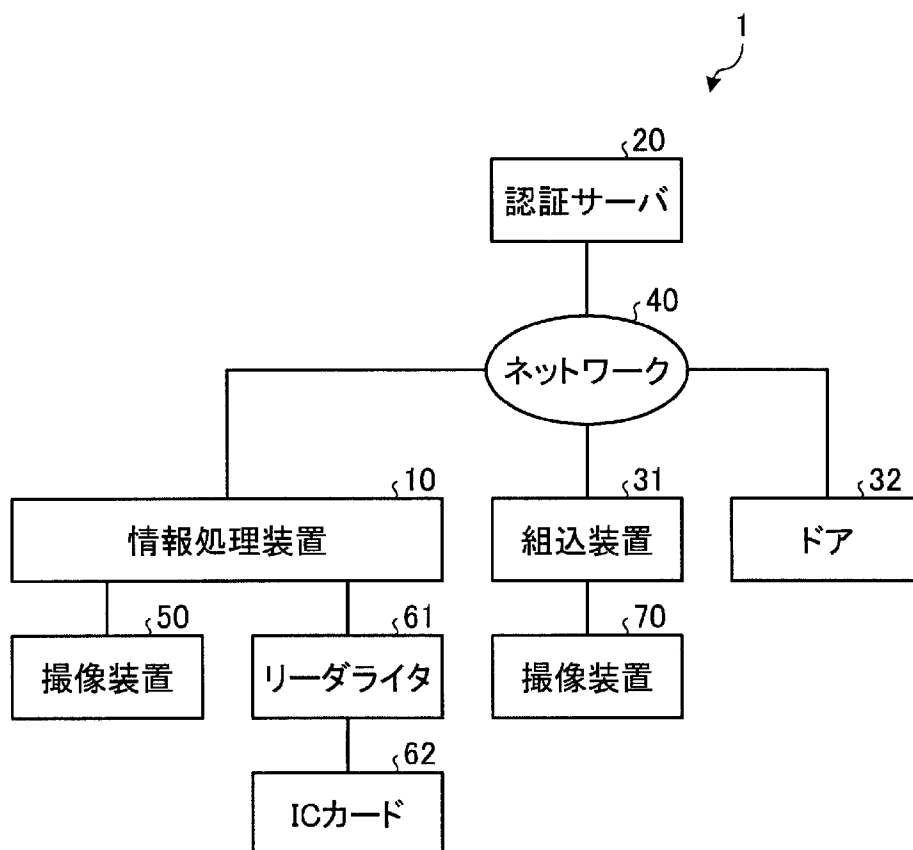 1
20
認証サーバ
40
ネットワーク
10
情報処理装置
31
組込装置
32
ドア
50
撮像装置
61
リーダライタ
70
撮像装置
62
ICカード